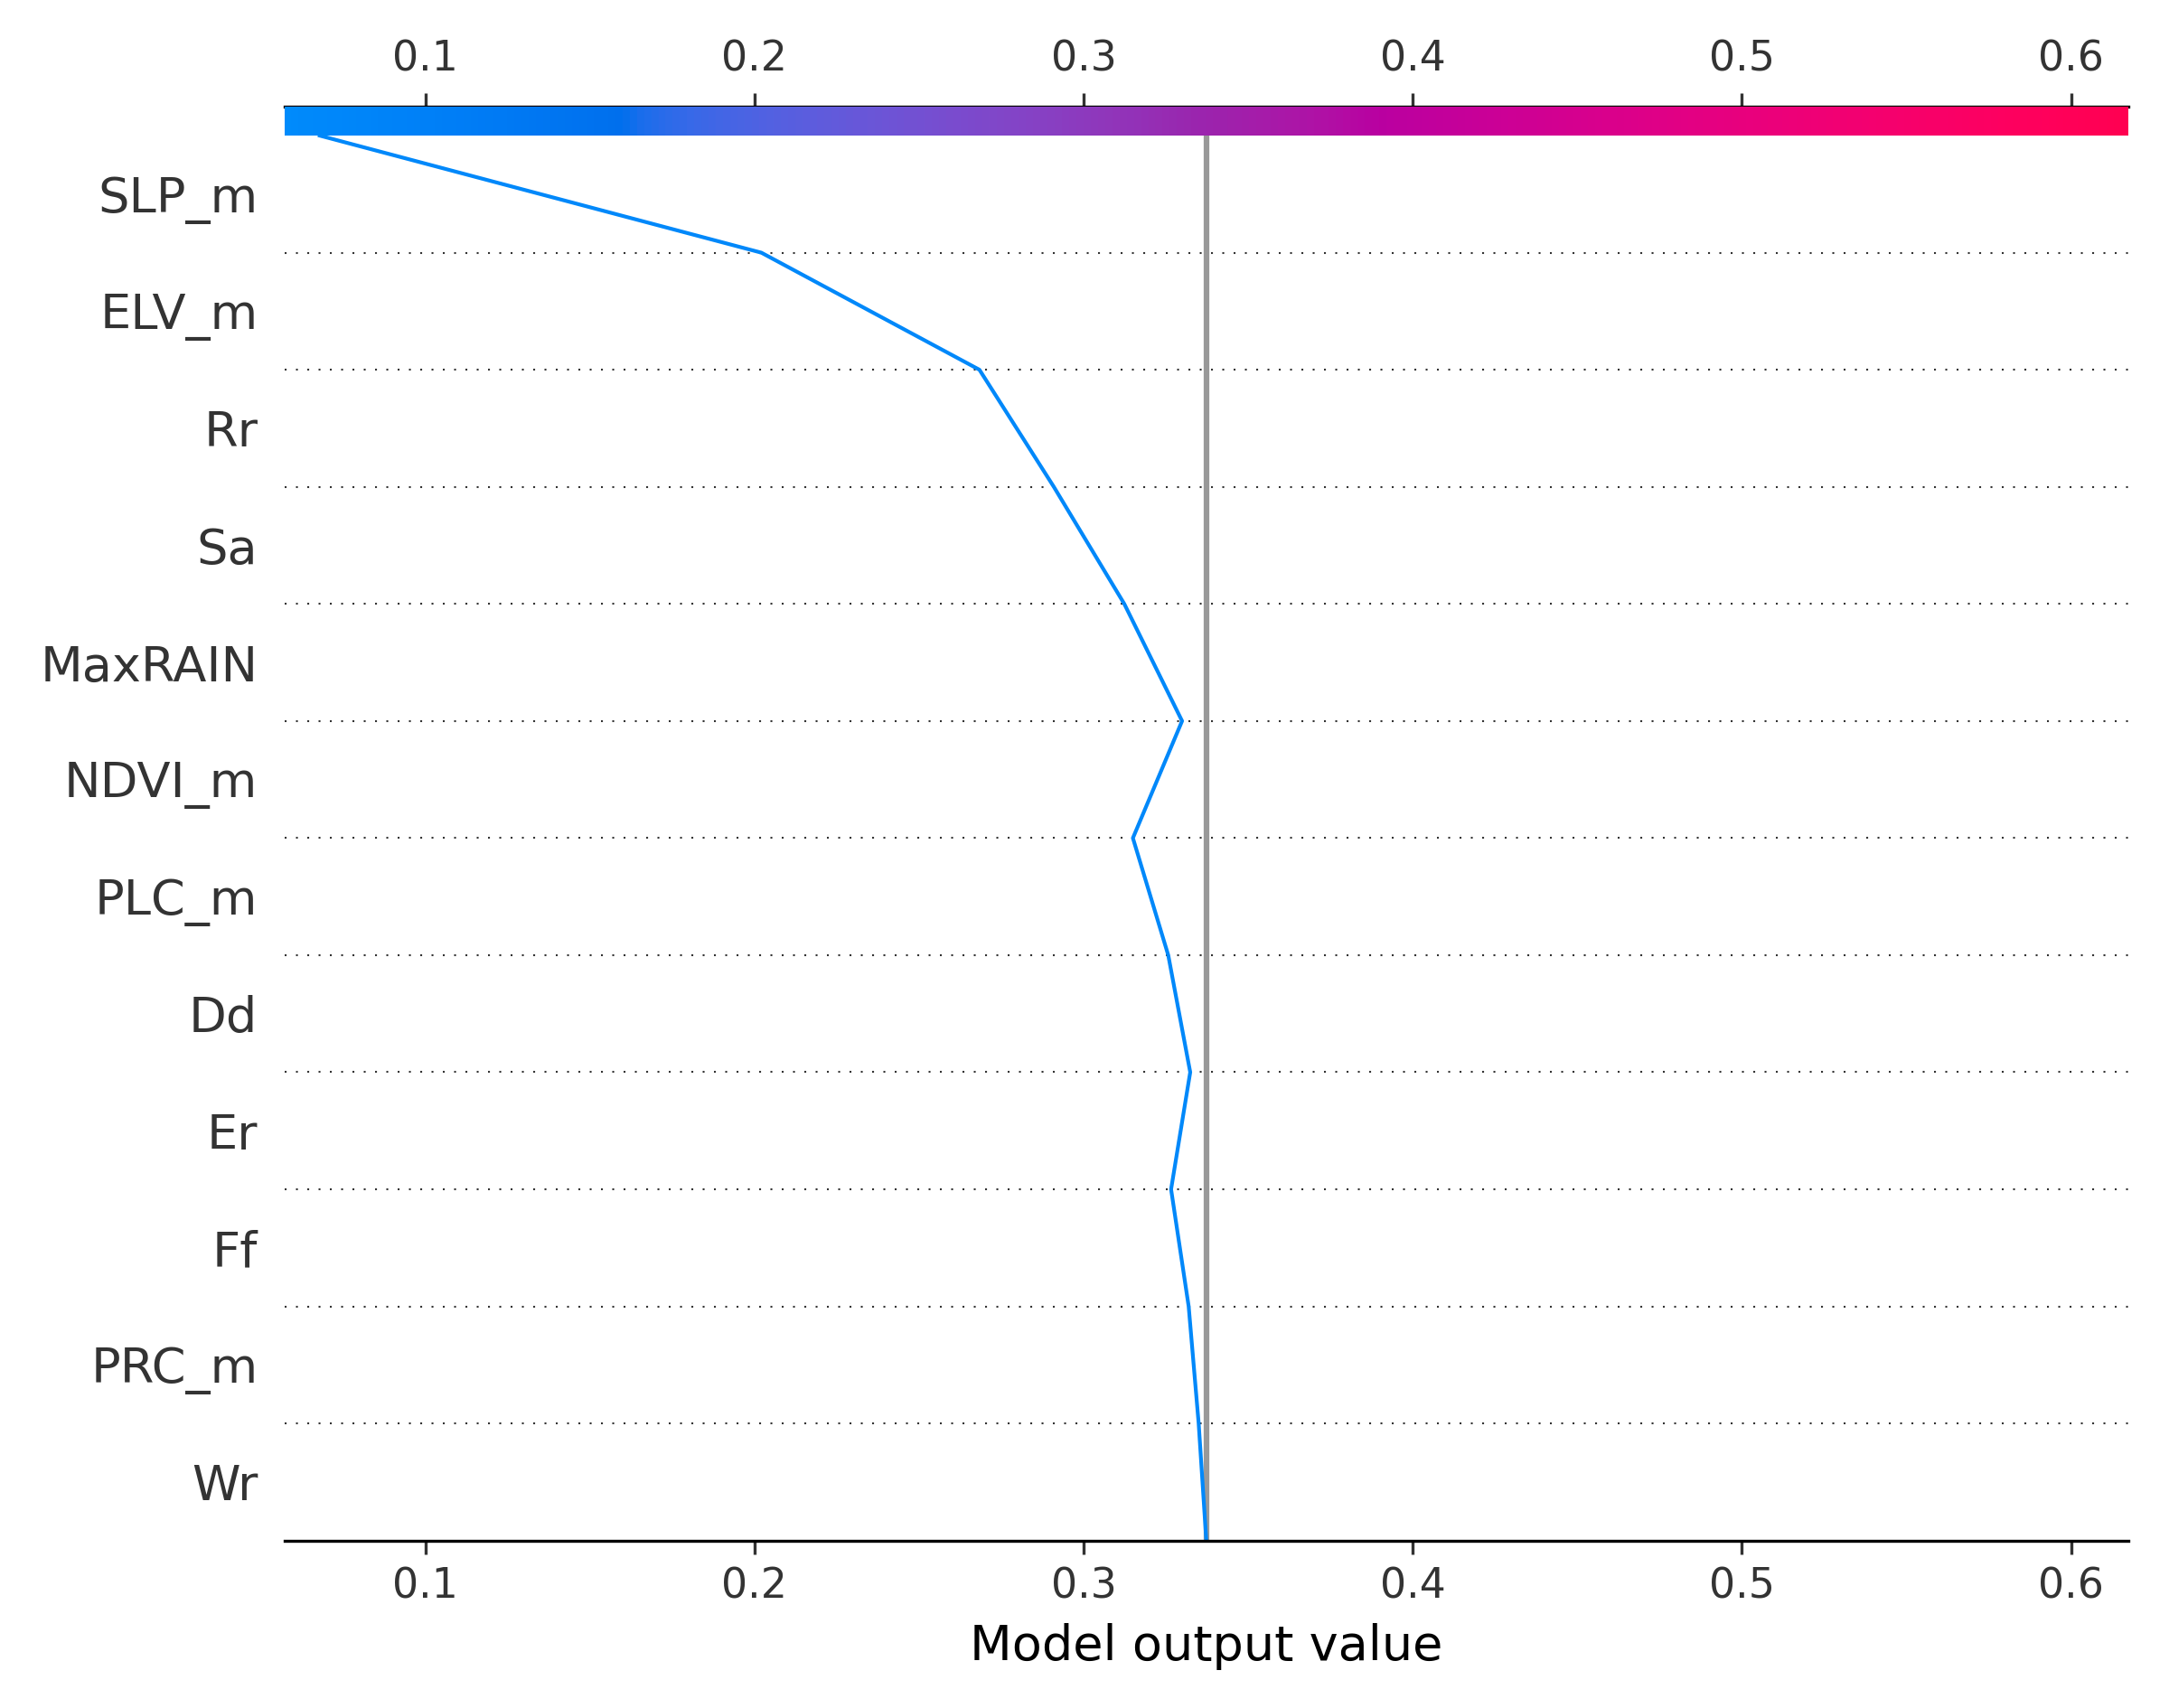 0.1 0.2 0.3 0.4 0.5 0.6
SLP_m
ELV_m
Rr
Sa
MaxRAIN
NDVI_m
PLC_m
Dd
Er
Ff
PRC_m
Wr
0.1 0.2 0.3 0.4 0.5 0.6
Model output value